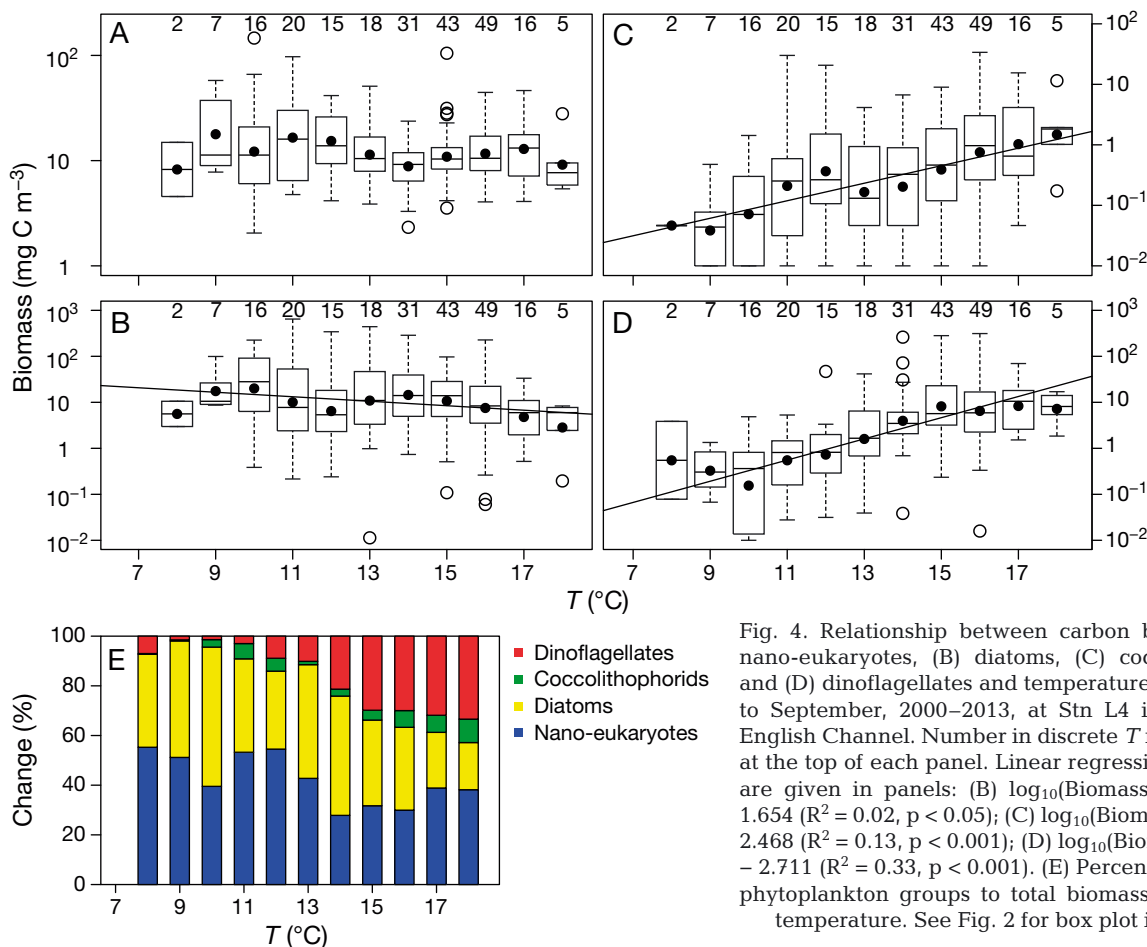 A 2 7 16 20 15 18 31 43 49 16 5
10²
10
1
C 2 7 16 20 15 18 31 43 49 16 5
10²
10
1
10⁻¹
10⁻²
Biomass (mg C m⁻³)
B 2 7 16 20 15 18 31 43 49 16 5
10³
10²
10
1
10⁻¹
10⁻²
7 9 11 13 15 17
D 2 7 16 20 15 18 31 43 49 16 5
10³
10²
10
1
10⁻¹
10⁻²
7 9 11 13 15 17
T (°C)
E
100
80
60
40
20
0
Change (%)
7 9 11 13 15 17
T (°C)
Dinoflagellates
Coccolithophorids
Diatoms
Nano-eukaryotes
Fig. 4. Relationship between carbon b
nano-eukaryotes, (B) diatoms, (C) coc
and (D) dinoflagellates and temperature
to September, 2000–2013, at Stn L4 i
English Channel. Number in discrete T
at the top of each panel. Linear regressi
are given in panels: (B) log₁₀(Biomass
1.654 (R² = 0.02, p < 0.05); (C) log₁₀(Biom
2.468 (R² = 0.13, p < 0.001); (D) log₁₀(Bio
− 2.711 (R² = 0.33, p < 0.001). (E) Percen
phytoplankton groups to total biomass
temperature. See Fig. 2 for box plot i